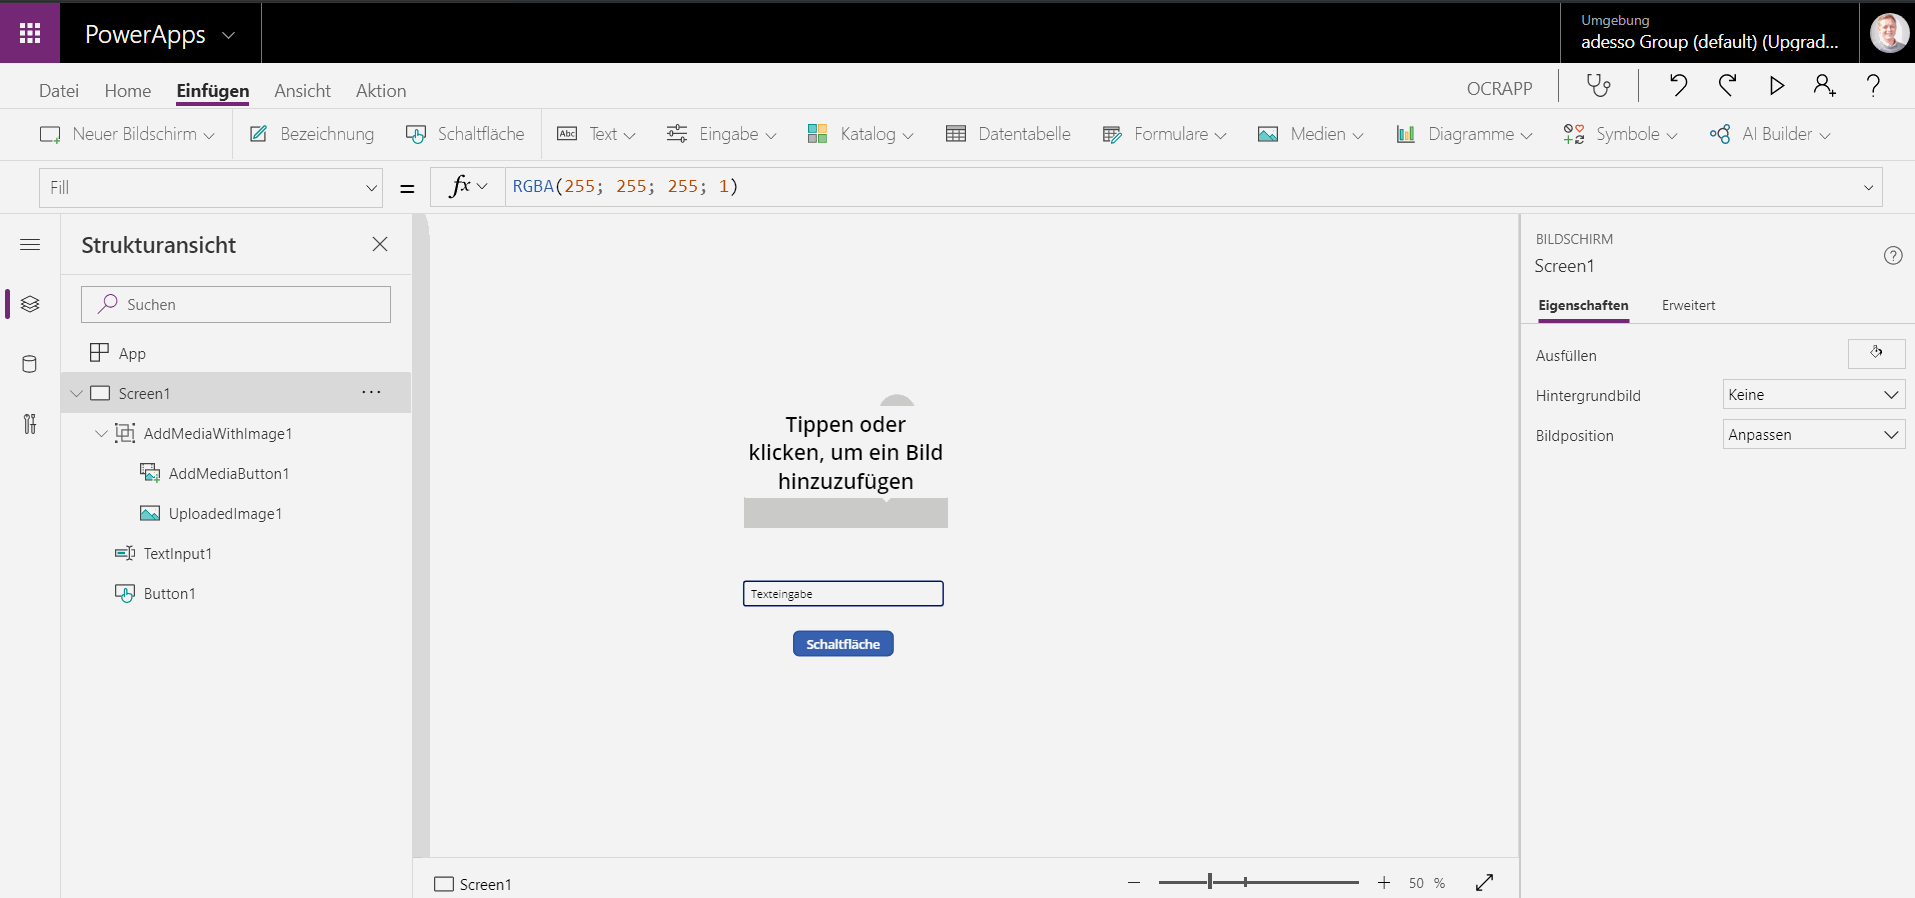 PowerApps
Umgebung
adesso Group (default) (Upgrad...
Datei Home Einfügen Ansicht Aktion
OCRAPP
Neuer Bildschirm Bezeichnung Schaltfläche Abc Text Eingabe Katalog Datentabelle Formulare Medien Diagramme Symbole AI Builder
Fill = fx RGBA(255; 255; 255; 1)
Strukturansicht
Suchen
App
Screen1 ...
AddMediaWithImage1
AddMediaButton1
UploadedImage1
TextInput1
Button1
Tippen oder
klicken, um ein Bild
hinzuzufügen
Texteingabe
Schaltfläche
BILDSCHIRM
Screen1
Eigenschaften Erweitert
Ausfüllen
Hintergrundbild Keine
Bildposition Anpassen
Screen1
50 %